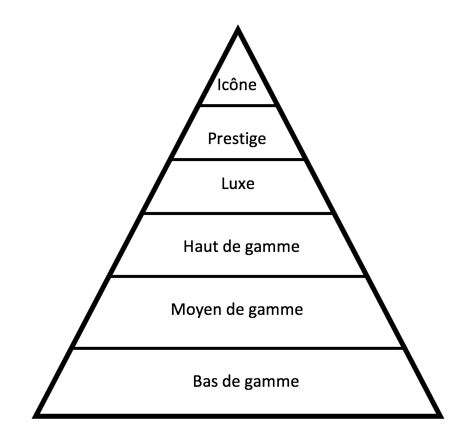 Icône
Prestige
Luxe
Haut de gamme
Moyen de gamme
Bas de gamme